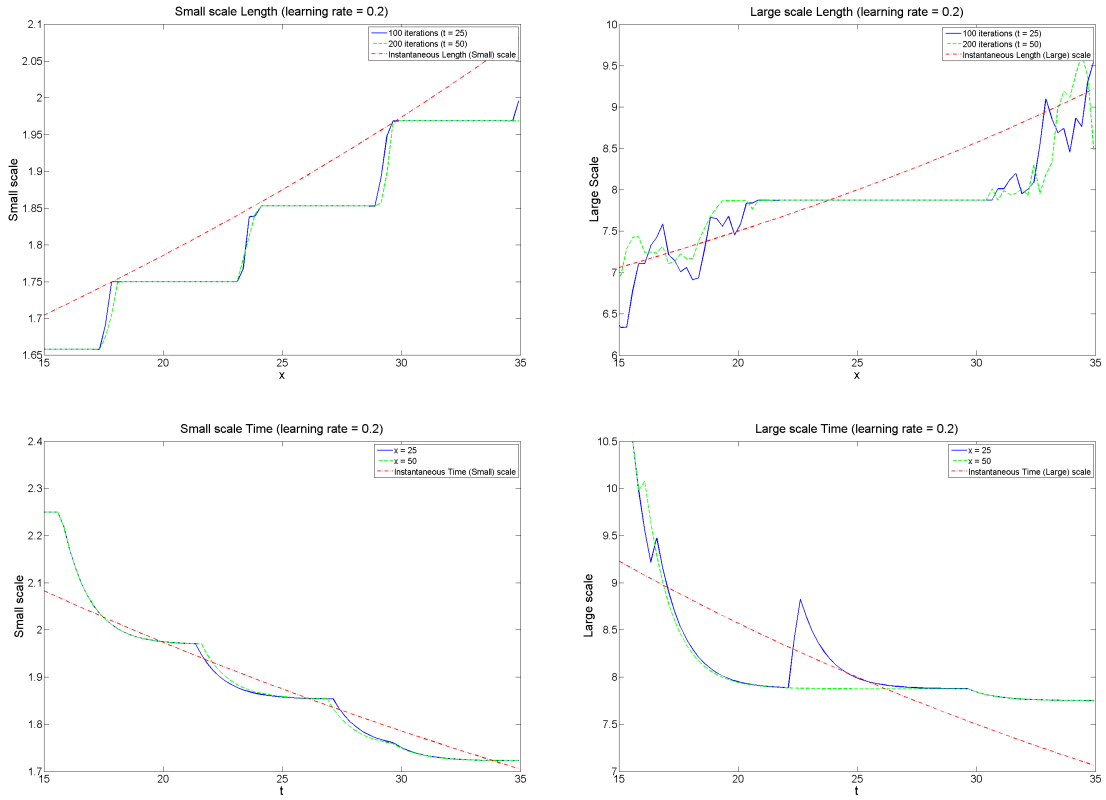 Small scale Length (learning rate = 0.2)
2.1
2.05
2
1.95
1.9
1.85
1.8
1.75
1.7
1.65
Small scale
15
20
25
30
35
x
100 iterations (t = 25)
200 iterations (t = 50)
Instantaneous Length (Small) scale
Large scale Length (learning rate = 0.2)
10
9.5
9
8.5
8
7.5
7
6.5
6
Large Scale
15
20
25
30
35
x
100 iterations (t = 25)
200 iterations (t = 50)
Instantaneous Length (Large) scale
Small scale Time (learning rate = 0.2)
2.4
2.3
2.2
2.1
2
1.9
1.8
1.7
Small scale
15
20
25
30
35
t
x = 25
x = 50
Instantaneous Time (Small) scale
Large scale Time (learning rate = 0.2)
10.5
10
9.5
9
8.5
8
7.5
7
Large scale
15
20
25
30
35
t
x = 25
x = 50
Instantaneous Time (Large) scale